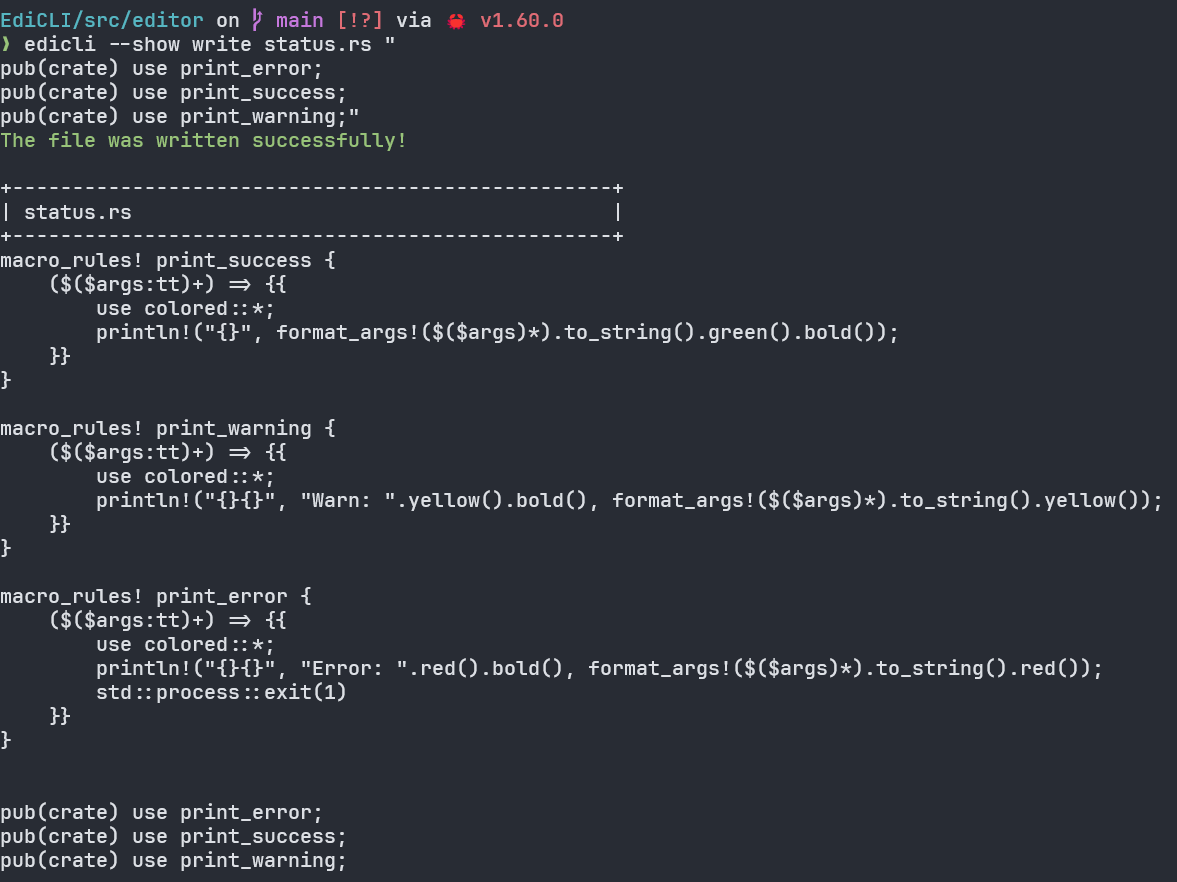 EdiCLI/src/editor on main [!?] via 🦀 v1.60.0
❯ edicli --show write status.rs "
pub(crate) use print_error;
pub(crate) use print_success;
pub(crate) use print_warning;"
The file was written successfully!
+--------------------------------------------------+
| status.rs                                        |
+--------------------------------------------------+
macro_rules! print_success {
    ($($args:tt)+) => {{
        use colored::*;
        println!("{}", format_args!($($args)*).to_string().green().bold());
    }}
}
macro_rules! print_warning {
    ($($args:tt)+) => {{
        use colored::*;
        println!("{}{}", "Warn: ".yellow().bold(), format_args!($($args)*).to_string().yellow());
    }}
}
macro_rules! print_error {
    ($($args:tt)+) => {{
        use colored::*;
        println!("{}{}", "Error: ".red().bold(), format_args!($($args)*).to_string().red());
        std::process::exit(1)
    }}
}
pub(crate) use print_error;
pub(crate) use print_success;
pub(crate) use print_warning;